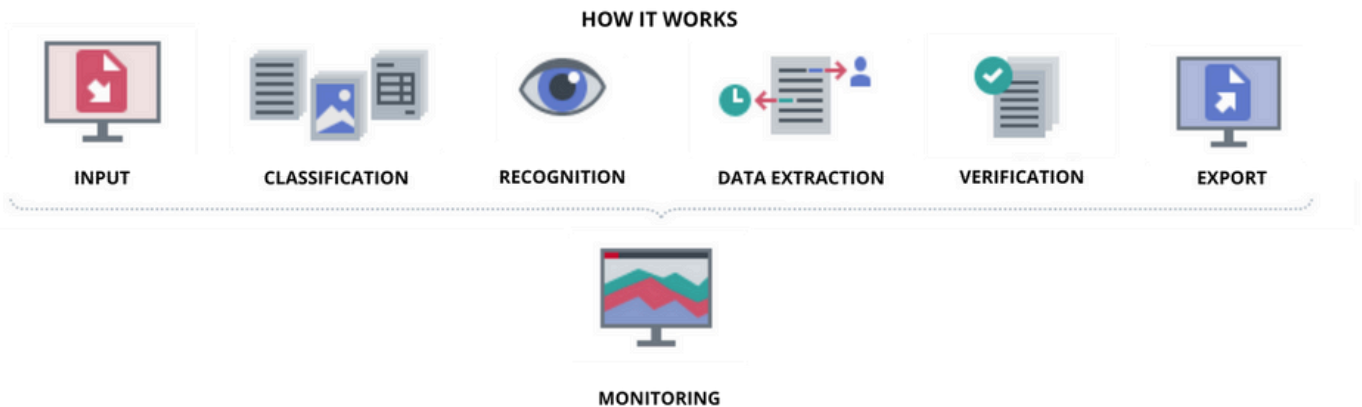 HOW IT WORKS
INPUT
CLASSIFICATION
RECOGNITION
DATA EXTRACTION
VERIFICATION
EXPORT
MONITORING